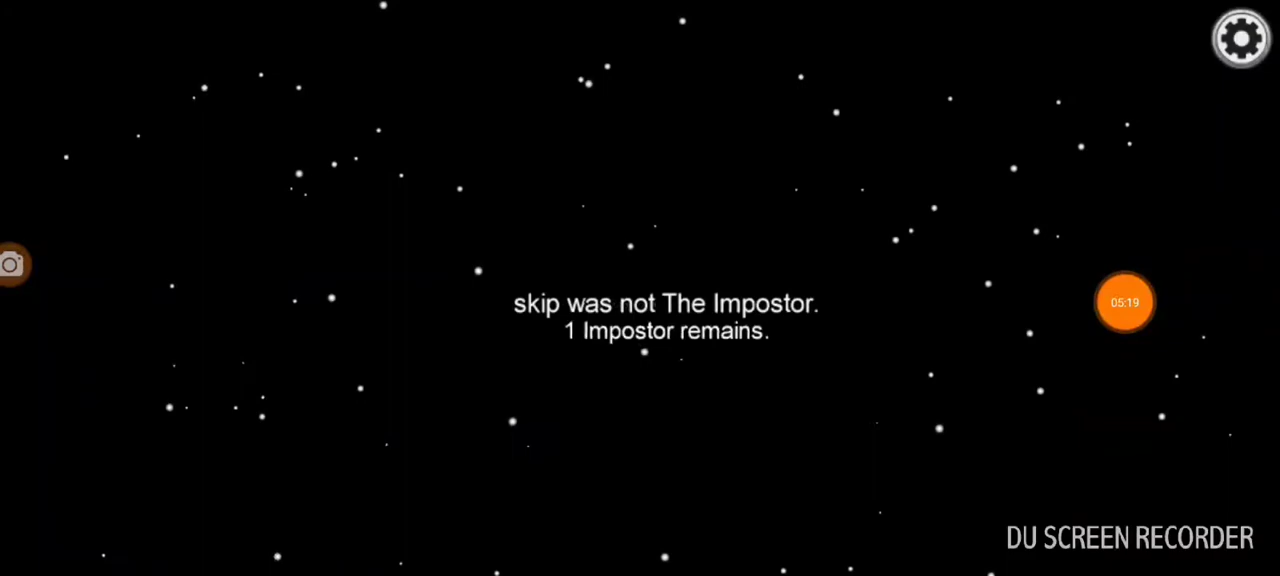 skip was not The Impostor.
1 Impostor remains.
05:19
DU SCREEN RECORDER